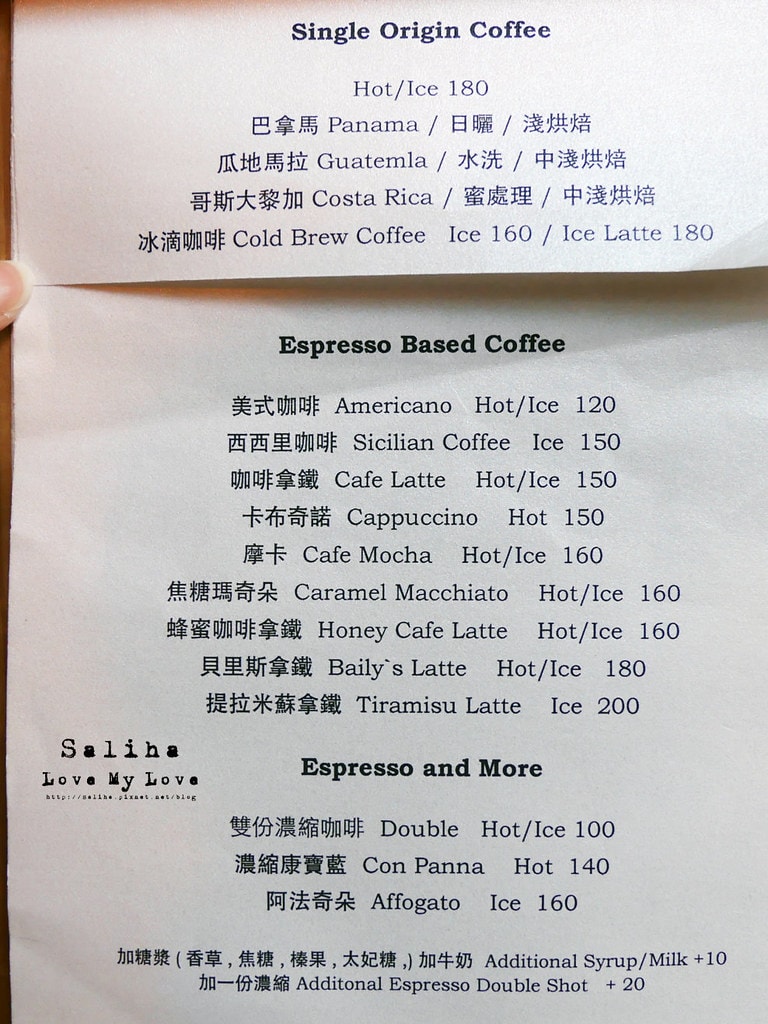 Single Origin Coffee
Hot/Ice 180
巴拿馬 Panama / 日曬 / 淺烘焙
瓜地馬拉 Guatemla / 水洗 / 中淺烘焙
哥斯大黎加 Costa Rica / 蜜處理 / 中淺烘焙
冰滴咖啡 Cold Brew Coffee Ice 160 / Ice Latte 180
Espresso Based Coffee
美式咖啡 Americano Hot/Ice 120
西西里咖啡 Sicilian Coffee Ice 150
咖啡拿鐵 Cafe Latte Hot/Ice 150
卡布奇諾 Cappuccino Hot 150
摩卡 Cafe Mocha Hot/Ice 160
焦糖瑪奇朵 Caramel Macchiato Hot/Ice 160
蜂蜜咖啡拿鐵 Honey Cafe Latte Hot/Ice 160
貝里斯拿鐵 Baily`s Latte Hot/Ice 180
提拉米蘇拿鐵 Tiramisu Latte Ice 200
Saliha
Love My Love
http://saliha.pixnet.net/blog
Espresso and More
雙份濃縮咖啡 Double Hot/Ice 100
濃縮康寶藍 Con Panna Hot 140
阿法奇朵 Affogato Ice 160
加糖漿 ( 香草 , 焦糖 , 榛果 , 太妃糖 ,) 加牛奶 Additional Syrup/Milk +10
加一份濃縮 Additonal Espresso Double Shot + 20